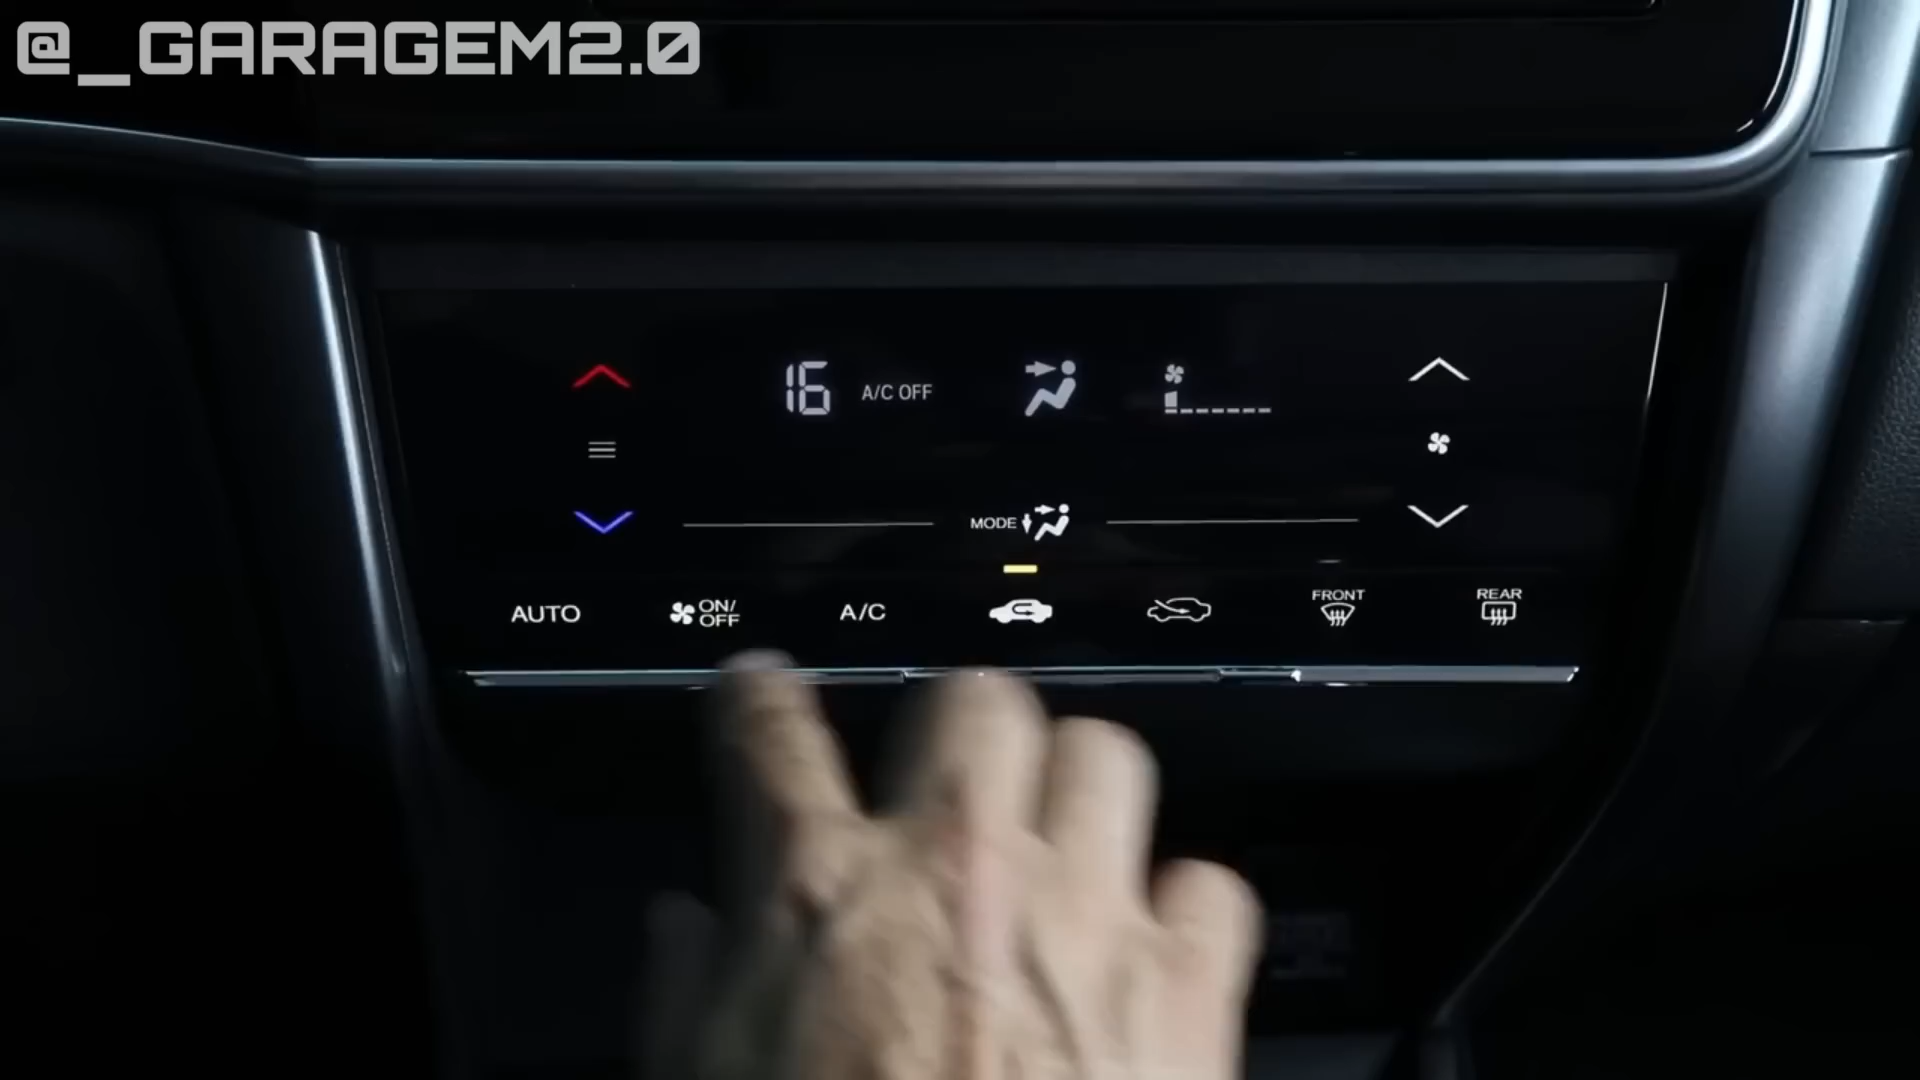 @_GARAGEM2.0
16 A/C OFF
MODE
AUTO
ON/
OFF
A/C
FRONT
REAR